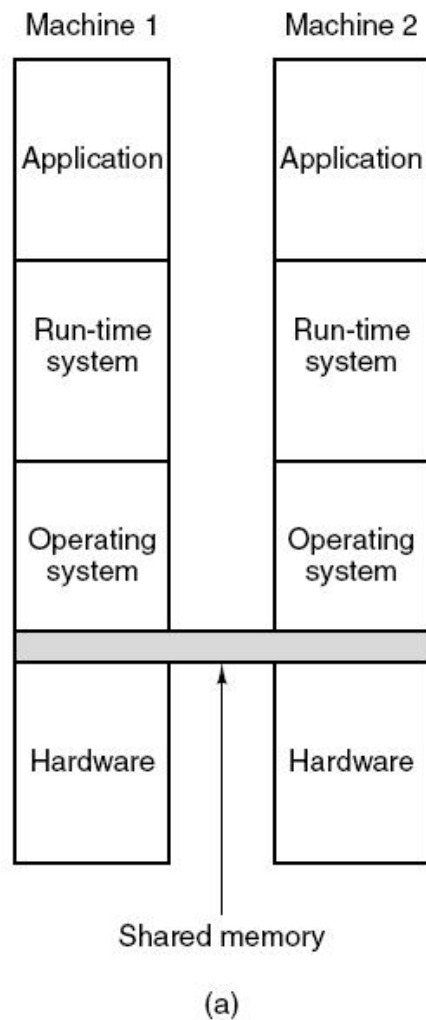 Machine 1
Machine 2
Application
Application
Run-time
system
Run-time
system
Operating
system
Operating
system
Hardware
Hardware
Shared memory
(a)